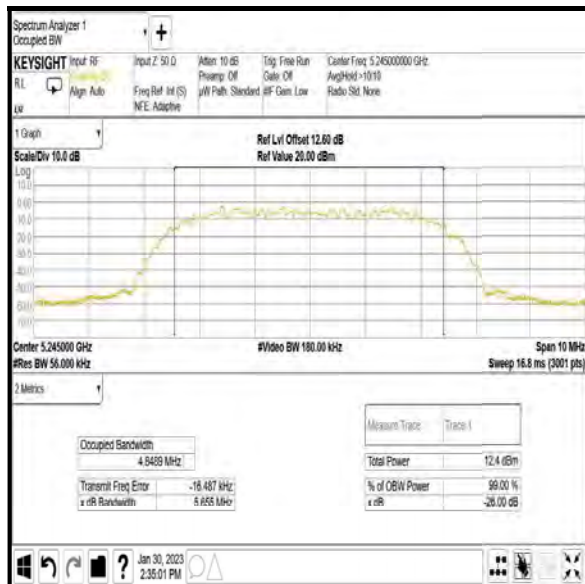 Spectrum Analyzer 1
Occupied BW
+
KEYSIGHT Input: RF Input Z: 50 Ω Atten: 10 dB Trig: Free Run Center Freq: 5.245000000 GHz
Preamp: Off Gate: Off Avg|Hold >10/10
Align: Auto Freq Ref: Int (S) µW Path: Standard #IF Gain: Low Radio Std: None
NFE: Adaptive
1 Graph
Ref Lvl Offset 12.60 dB
Scale/Div 10.0 dB Ref Value 20.00 dBm
Log
Center 5.245000 GHz #Video BW 180.00 kHz Span 10 MHz
#Res BW 56.000 kHz Sweep 16.8 ms (3001 pts)
2 Metrics
Measure Trace Trace 1
Occupied Bandwidth
4.8489 MHz
Total Power 12.4 dBm
Transmit Freq Error -16.487 kHz % of OBW Power 99.00 %
x dB Bandwidth 5.655 MHz x dB -26.00 dB
?
Jan 30, 2023
2:35:01 PM